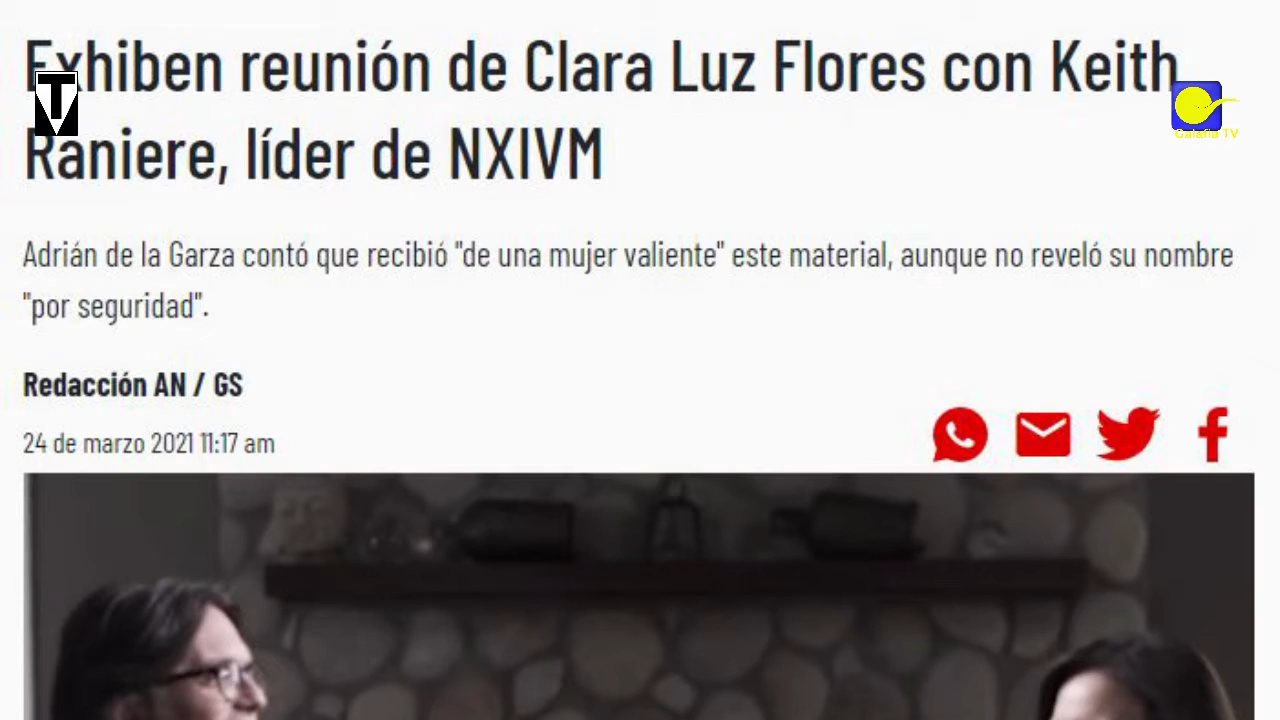 Exhiben reunión de Clara Luz Flores con Keith
Raniere, líder de NXIVM
T
V
Calafia TV
Adrián de la Garza contó que recibió "de una mujer valiente" este material, aunque no reveló su nombre
"por seguridad".
Redacción AN / GS
24 de marzo 2021 11:17 am